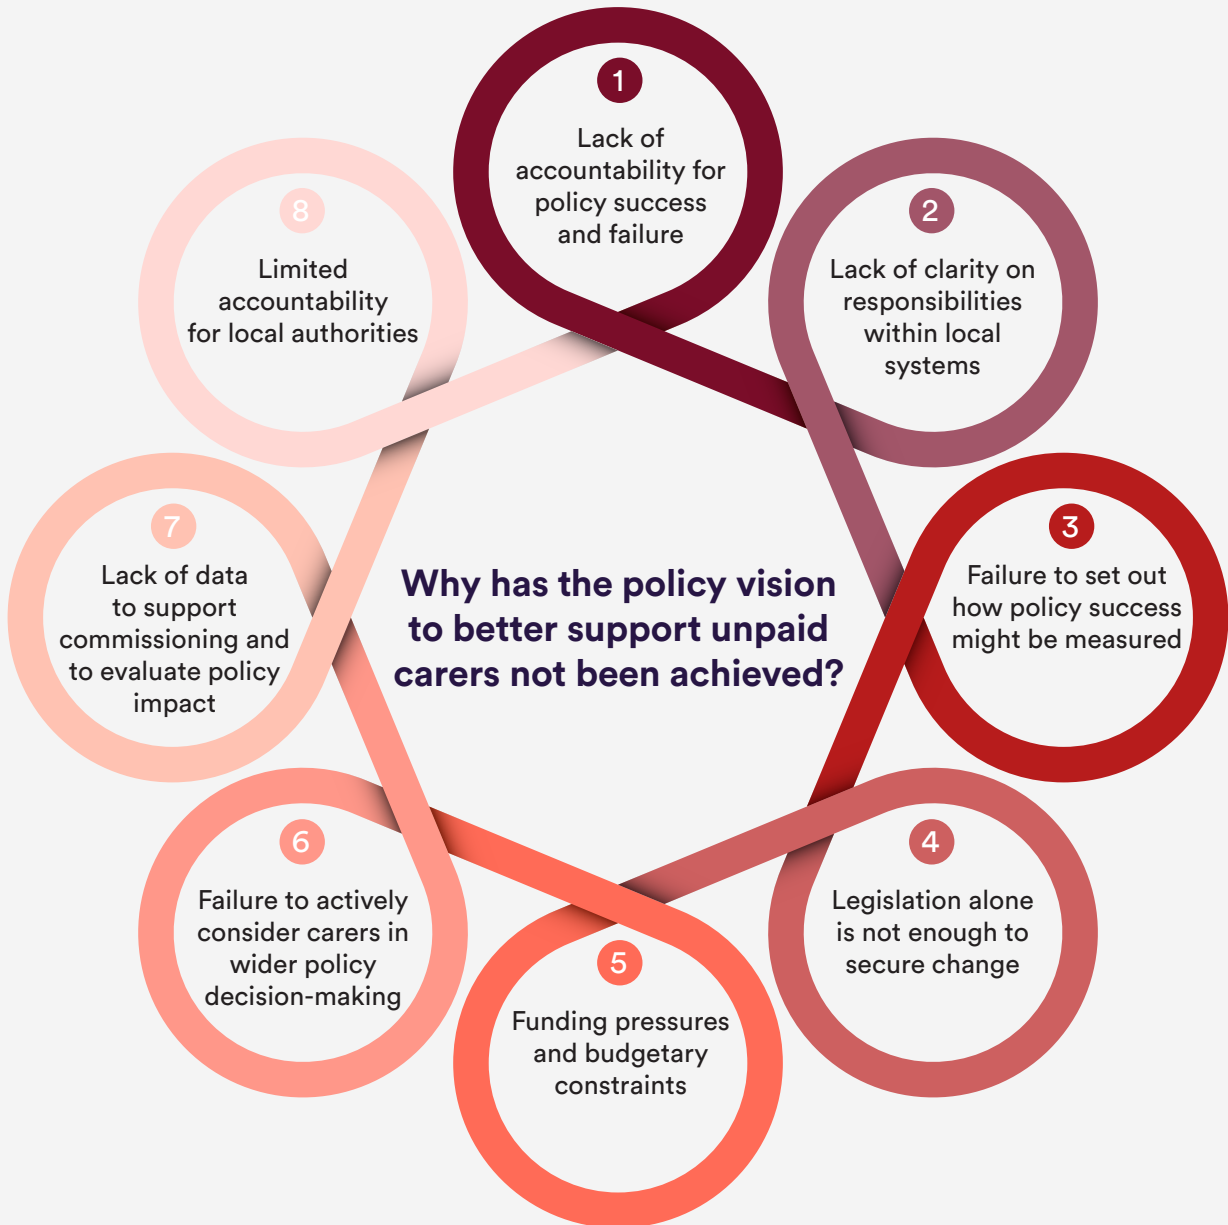 1
Lack of
accountability for
policy success
and failure
2
Lack of clarity on
responsibilities
within local
systems
3
Failure to set out
how policy success
might be measured
4
Legislation alone
is not enough to
secure change
5
Funding pressures
and budgetary
constraints
6
Failure to actively
consider carers in
wider policy
decision-making
7
Lack of data
to support
commissioning and
to evaluate policy
impact
8
Limited
accountability
for local authorities
Why has the policy vision
to better support unpaid
carers not been achieved?